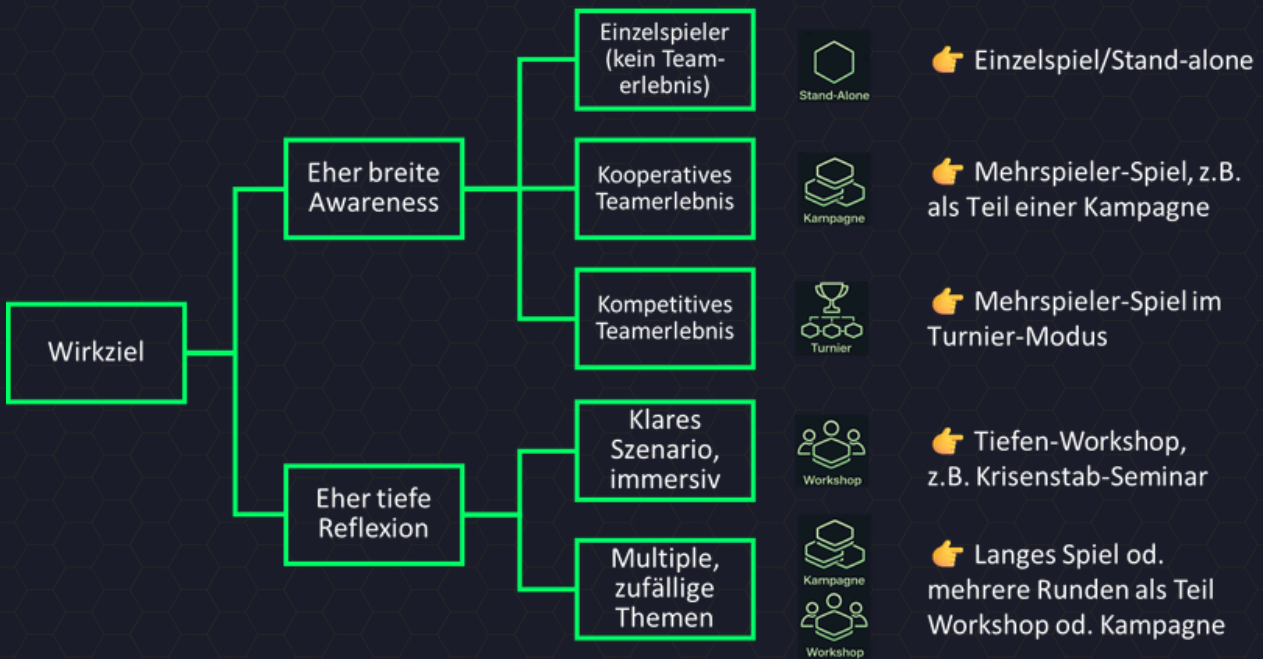 Wirkziel
Eher breite
Awareness
Einzelspieler
(kein Team-
erlebnis)
Stand-Alone
👉 Einzelspiel/Stand-alone
Kooperatives
Teamerlebnis
Kampagne
👉 Mehrspieler-Spiel, z.B.
als Teil einer Kampagne
Kompetitives
Teamerlebnis
Turnier
👉 Mehrspieler-Spiel im
Turnier-Modus
Eher tiefe
Reflexion
Klares
Szenario,
immersiv
Workshop
👉 Tiefen-Workshop,
z.B. Krisenstab-Seminar
Multiple,
zufällige
Themen
Kampagne
Workshop
👉 Langes Spiel od.
mehrere Runden als Teil
Workshop od. Kampagne